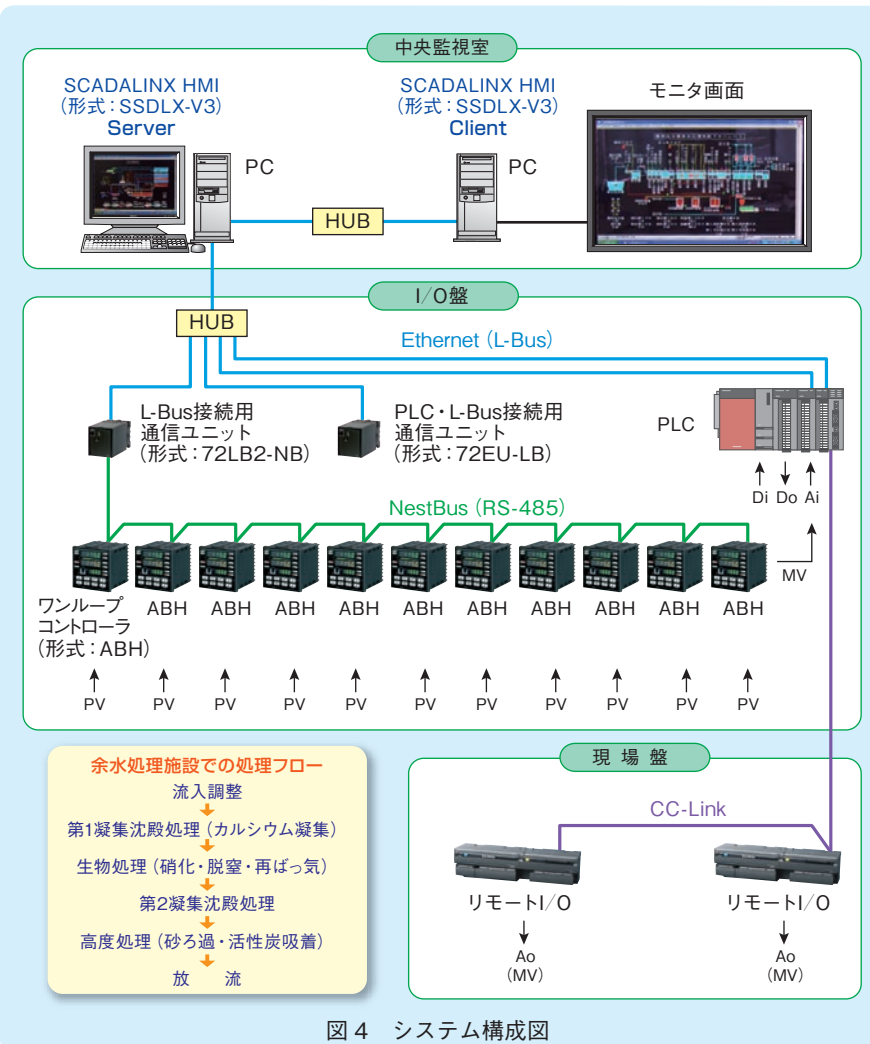 中央監視室
SCADALINX HMI
（形式：SSDLX-V3）
Server
PC
SCADALINX HMI
（形式：SSDLX-V3）
Client
PC
モニタ画面
HUB
I/O盤
HUB
Ethernet（L-Bus）
L-Bus接続用
通信ユニット
（形式：72LB2-NB）
PLC・L-Bus接続用
通信ユニット
（形式：72EU-LB）
PLC
Di Do Ai
MV
NestBus（RS-485）
ワンループ
コントローラ
（形式：ABH）
ABH ABH ABH ABH ABH ABH ABH ABH ABH ABH
PV PV PV PV PV PV PV PV PV PV PV
余水処理施設での処理フロー
流入調整
第1凝集沈殿処理（カルシウム凝集）
生物処理（硝化・脱窒・再ばっ気）
第2凝集沈殿処理
高度処理（砂ろ過・活性炭吸着）
放　流
現場盤
CC-Link
リモートI/O
Ao
（MV）
リモートI/O
Ao
（MV）
図4　システム構成図